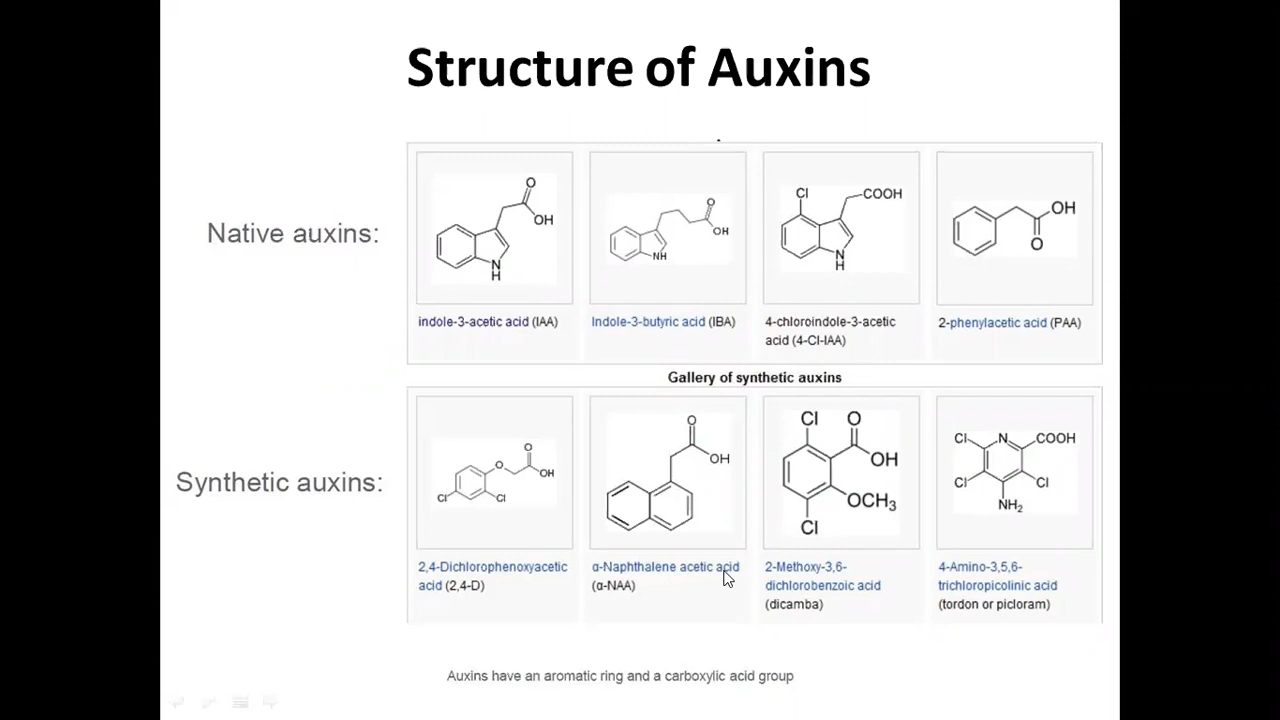 Structure of Auxins
Native auxins:
O
OH
N
H
O
OH
NH
Cl
COOH
N
H
OH
O
indole-3-acetic acid (IAA)
Indole-3-butyric acid (IBA)
4-chloroindole-3-acetic
acid (4-Cl-IAA)
2-phenylacetic acid (PAA)
Gallery of synthetic auxins
Synthetic auxins:
O
O
OH
Cl
Cl
O
OH
Cl
O
OH
OCH3
Cl
Cl
N
COOH
Cl
Cl
NH2
2,4-Dichlorophenoxyacetic
acid (2,4-D)
α-Naphthalene acetic acid
(α-NAA)
2-Methoxy-3,6-
dichlorobenzoic acid
(dicamba)
4-Amino-3,5,6-
trichloropicolinic acid
(tordon or picloram)
Auxins have an aromatic ring and a carboxylic acid group